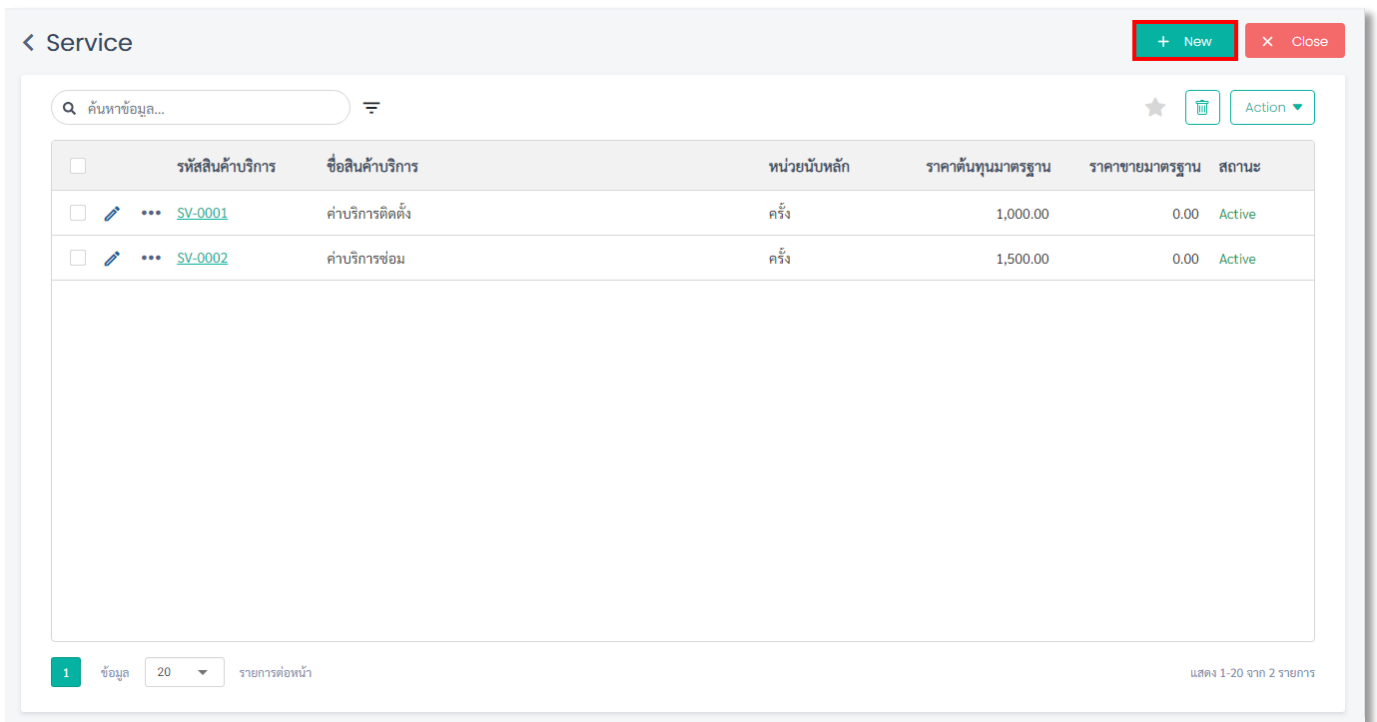 Service
+ New
× Close
ค้นหาข้อมูล...
Action
รหัสสินค้าบริการ ชื่อสินค้าบริการ หน่วยนับหลัก ราคาต้นทุนมาตรฐาน ราคาขายมาตรฐาน สถานะ
SV-0001 ค่าบริการติดตั้ง ครั้ง 1,000.00 0.00 Active
SV-0002 ค่าบริการซ่อม ครั้ง 1,500.00 0.00 Active
1 ข้อมูล 20 รายการต่อหน้า แสดง 1-20 จาก 2 รายการ